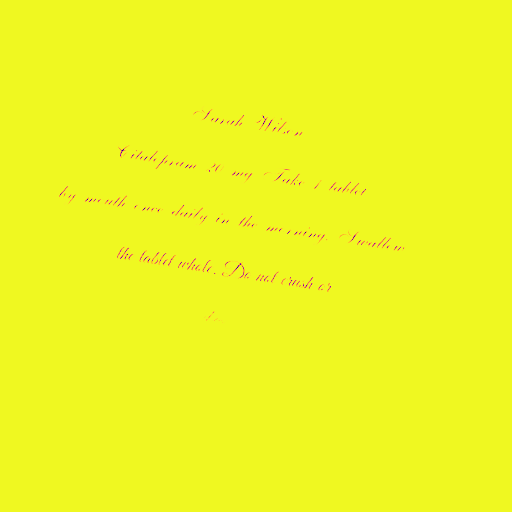 Sarah Wilson
Citalopram 20 mg Take 1 tablet
by mouth once daily in the morning. Swallow
the tablet whole. Do not crush or